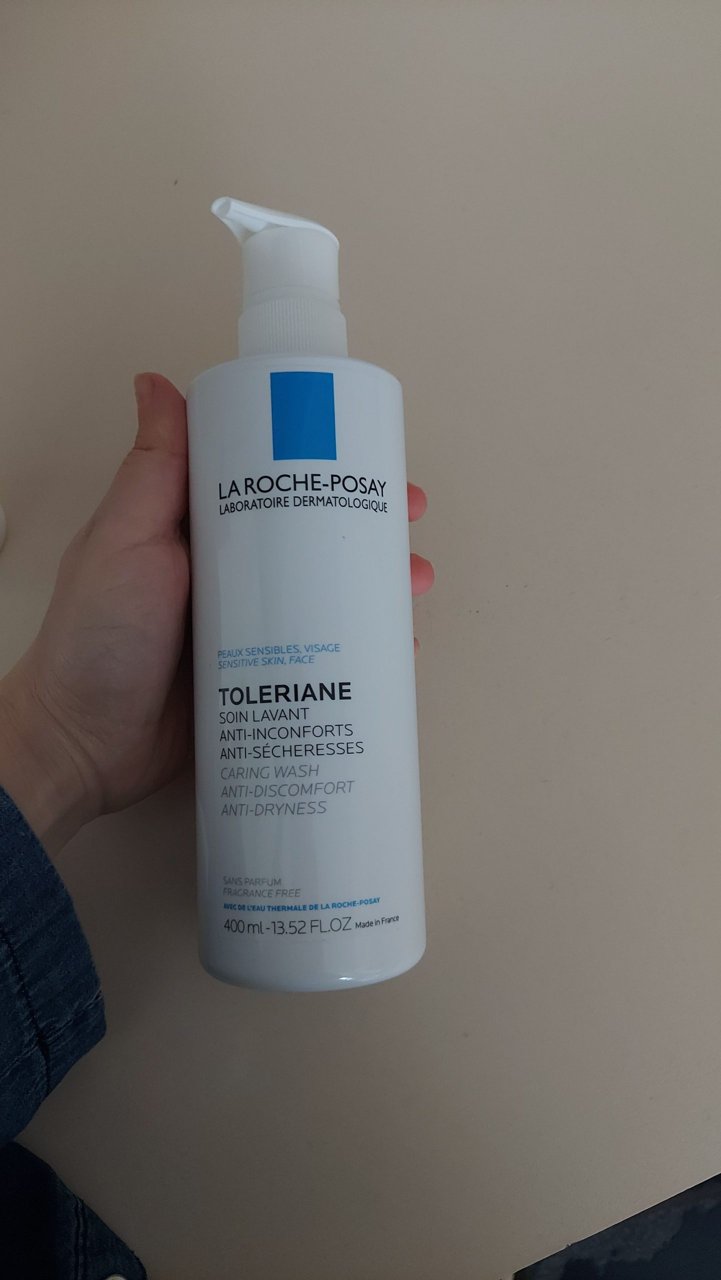 LA ROCHE-POSAY
LABORATOIRE DERMATOLOGIQUE
PEAUX SENSIBLES, VISAGE
SENSITIVE SKIN, FACE
TOLERIANE
SOIN LAVANT
ANTI-INCONFORTS
ANTI-SÉCHERESSES
CARING WASH
ANTI-DISCOMFORT
ANTI-DRYNESS
SANS PARFUM
FRAGRANCE FREE
AVEC DE L'EAU THERMALE DE LA ROCHE-POSAY
400 ml - 13.52 FL.OZ Made in France